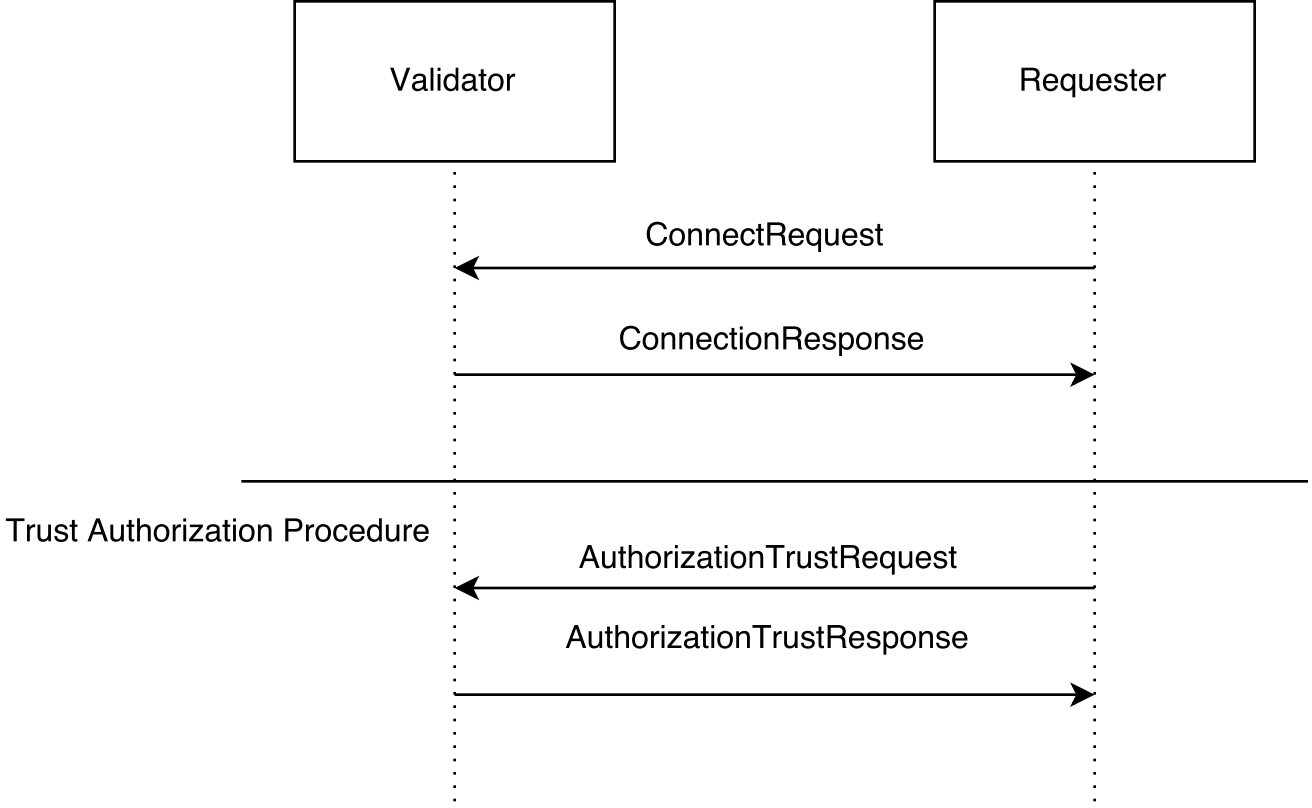 Validator
Requester
ConnectRequest
ConnectionResponse
Trust Authorization Procedure
AuthorizationTrustRequest
AuthorizationTrustResponse